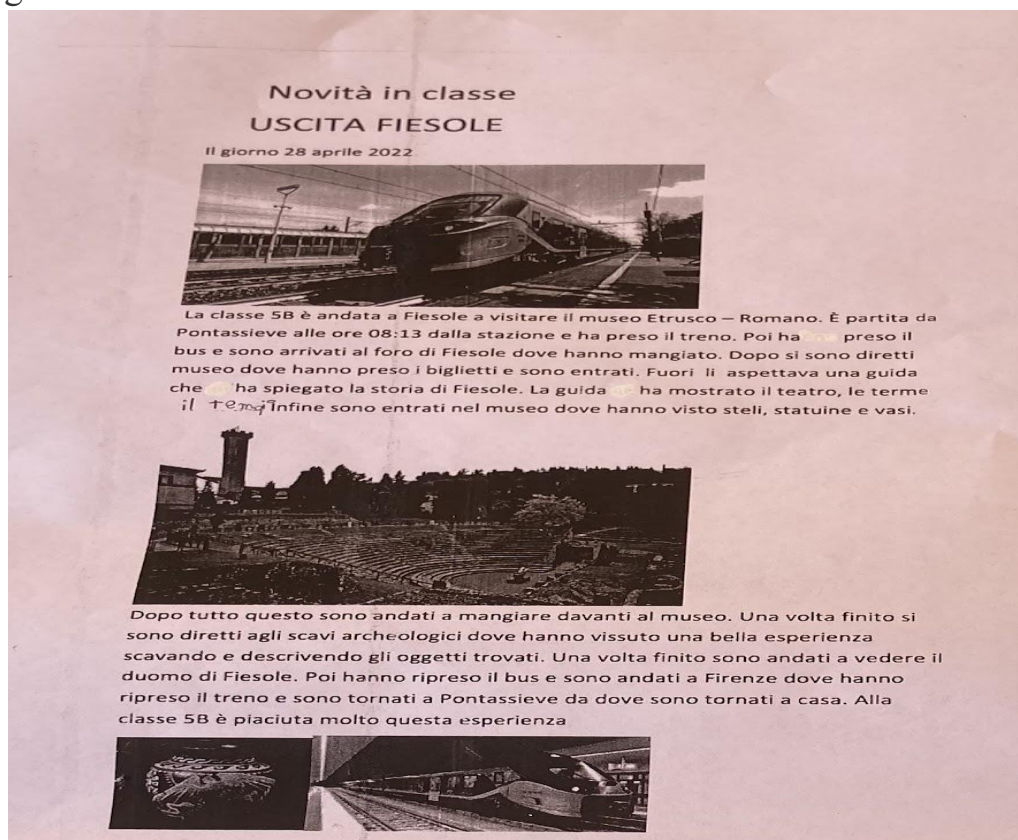 Novità in classe
USCITA FIESOLE
Il giorno 28 aprile 2022
La classe 5B è andata a Fiesole a visitare il museo Etrusco – Romano. È partita da
Pontassieve alle ore 08:13 dalla stazione e ha preso il treno. Poi ha preso il
bus e sono arrivati al foro di Fiesole dove hanno mangiato. Dopo si sono diretti
museo dove hanno preso i biglietti e sono entrati. Fuori li aspettava una guida
che ha spiegato la storia di Fiesole. La guida ha mostrato il teatro, le terme
il Infine sono entrati nel museo dove hanno visto steli, statuine e vasi.
Dopo tutto questo sono andati a mangiare davanti al museo. Una volta finito si
sono diretti agli scavi archeologici dove hanno vissuto una bella esperienza
scavando e descrivendo gli oggetti trovati. Una volta finito sono andati a vedere il
duomo di Fiesole. Poi hanno ripreso il bus e sono andati a Firenze dove hanno
ripreso il treno e sono tornati a Pontassieve da dove sono tornati a casa. Alla
classe 5B è piaciuta molto questa esperienza